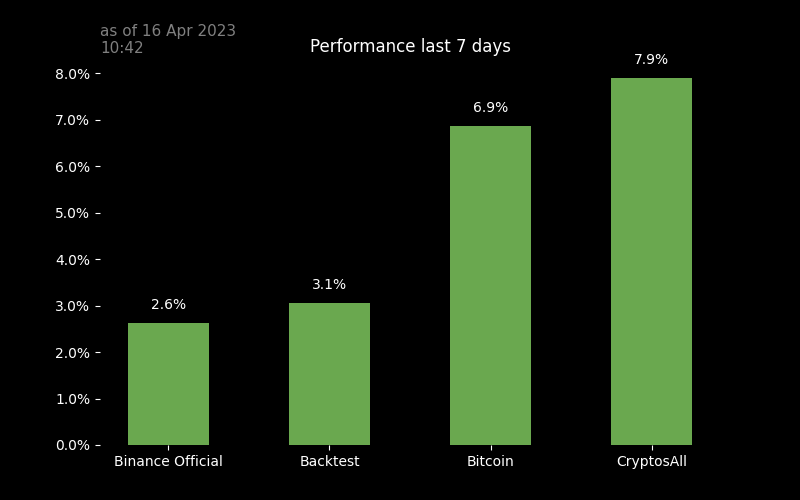 as of 16 Apr 2023
10:42
Performance last 7 days
8.0%
7.0%
6.0%
5.0%
4.0%
3.0%
2.0%
1.0%
0.0%
2.6%
3.1%
6.9%
7.9%
Binance Official
Backtest
Bitcoin
CryptosAll